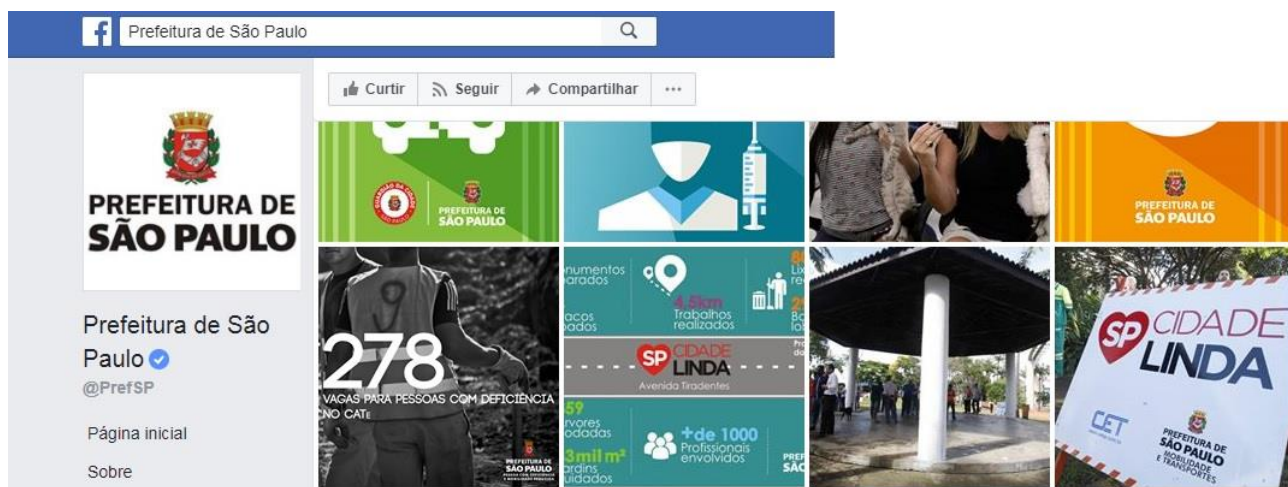 Prefeitura de São Paulo
Curtir
Seguir
Compartilhar
PREFEITURA DE
SÃO PAULO
Prefeitura de São
Paulo
@PrefSP
Página inicial
Sobre
PREFEITURA DE
SÃO PAULO
PREFEITURA DE
SÃO PAULO
278
VAGAS PARA PESSOAS COM DEFICIÊNCIA
NO CATe
PREFEITURA DE
SÃO PAULO
4,5km
Trabalhos
realizados
SP CIDADE
LINDA
Avenida Tiradentes
+de 1000
Profissionais
envolvidos
SP CIDADE
LINDA
CET
PREFEITURA DE
SÃO PAULO
MOBILIDADE
E TRANSPORTES